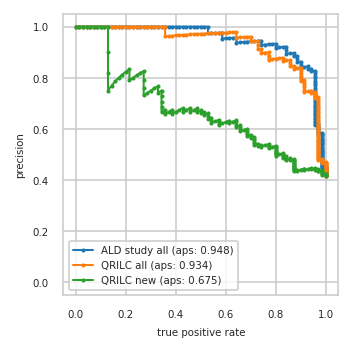 1.0
0.8
0.6
0.4
0.2
0.0
precision
ALD study all (aps: 0.948)
QRILC all (aps: 0.934)
QRILC new (aps: 0.675)
0.0 0.2 0.4 0.6 0.8 1.0
true positive rate